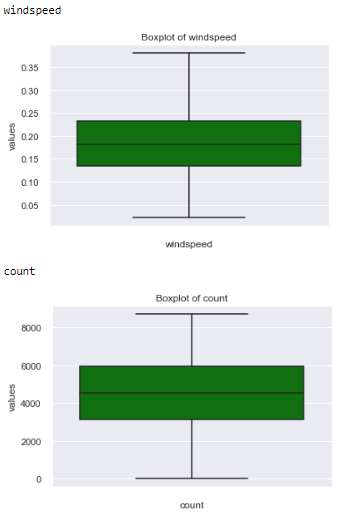 windspeed
Boxplot of windspeed
0.35
0.30
0.25
0.20
0.15
0.10
0.05
values
windspeed
count
Boxplot of count
8000
6000
4000
2000
0
values
count